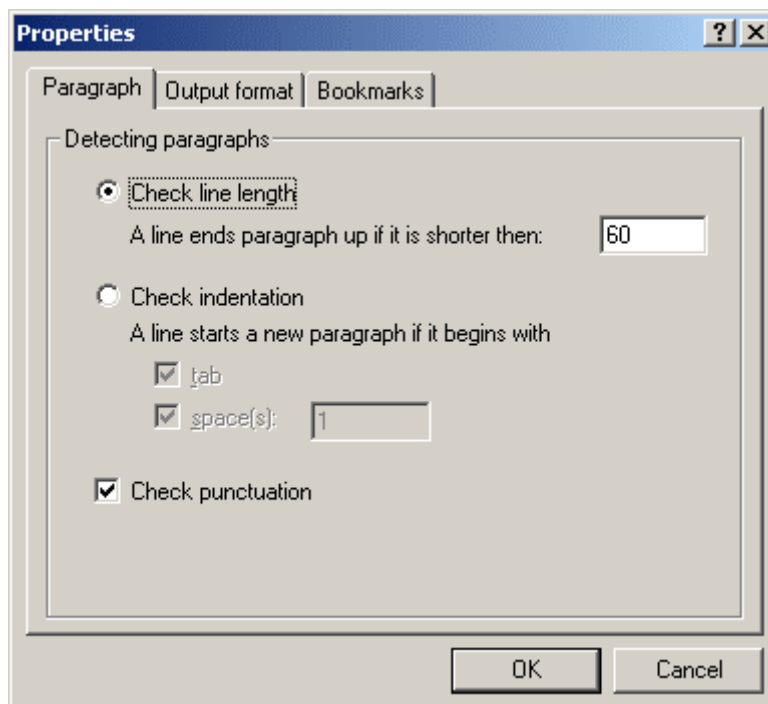 Properties
Paragraph Output format Bookmarks
Detecting paragraphs
Check line length
A line ends paragraph up if it is shorter then: 60
Check indentation
A line starts a new paragraph if it begins with
tab
space(s): 1
Check punctuation
OK Cancel